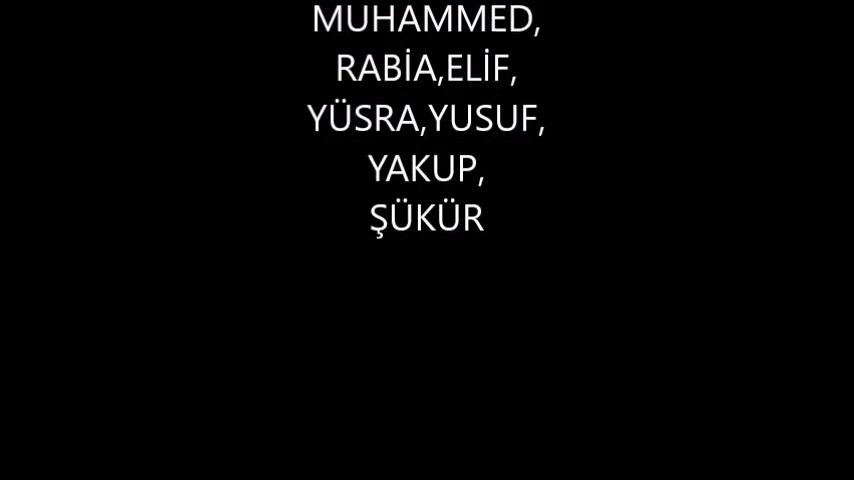 MUHAMMED,
RABİA,ELİF,
YÜSRA,YUSUF,
YAKUP,
ŞÜKÜR